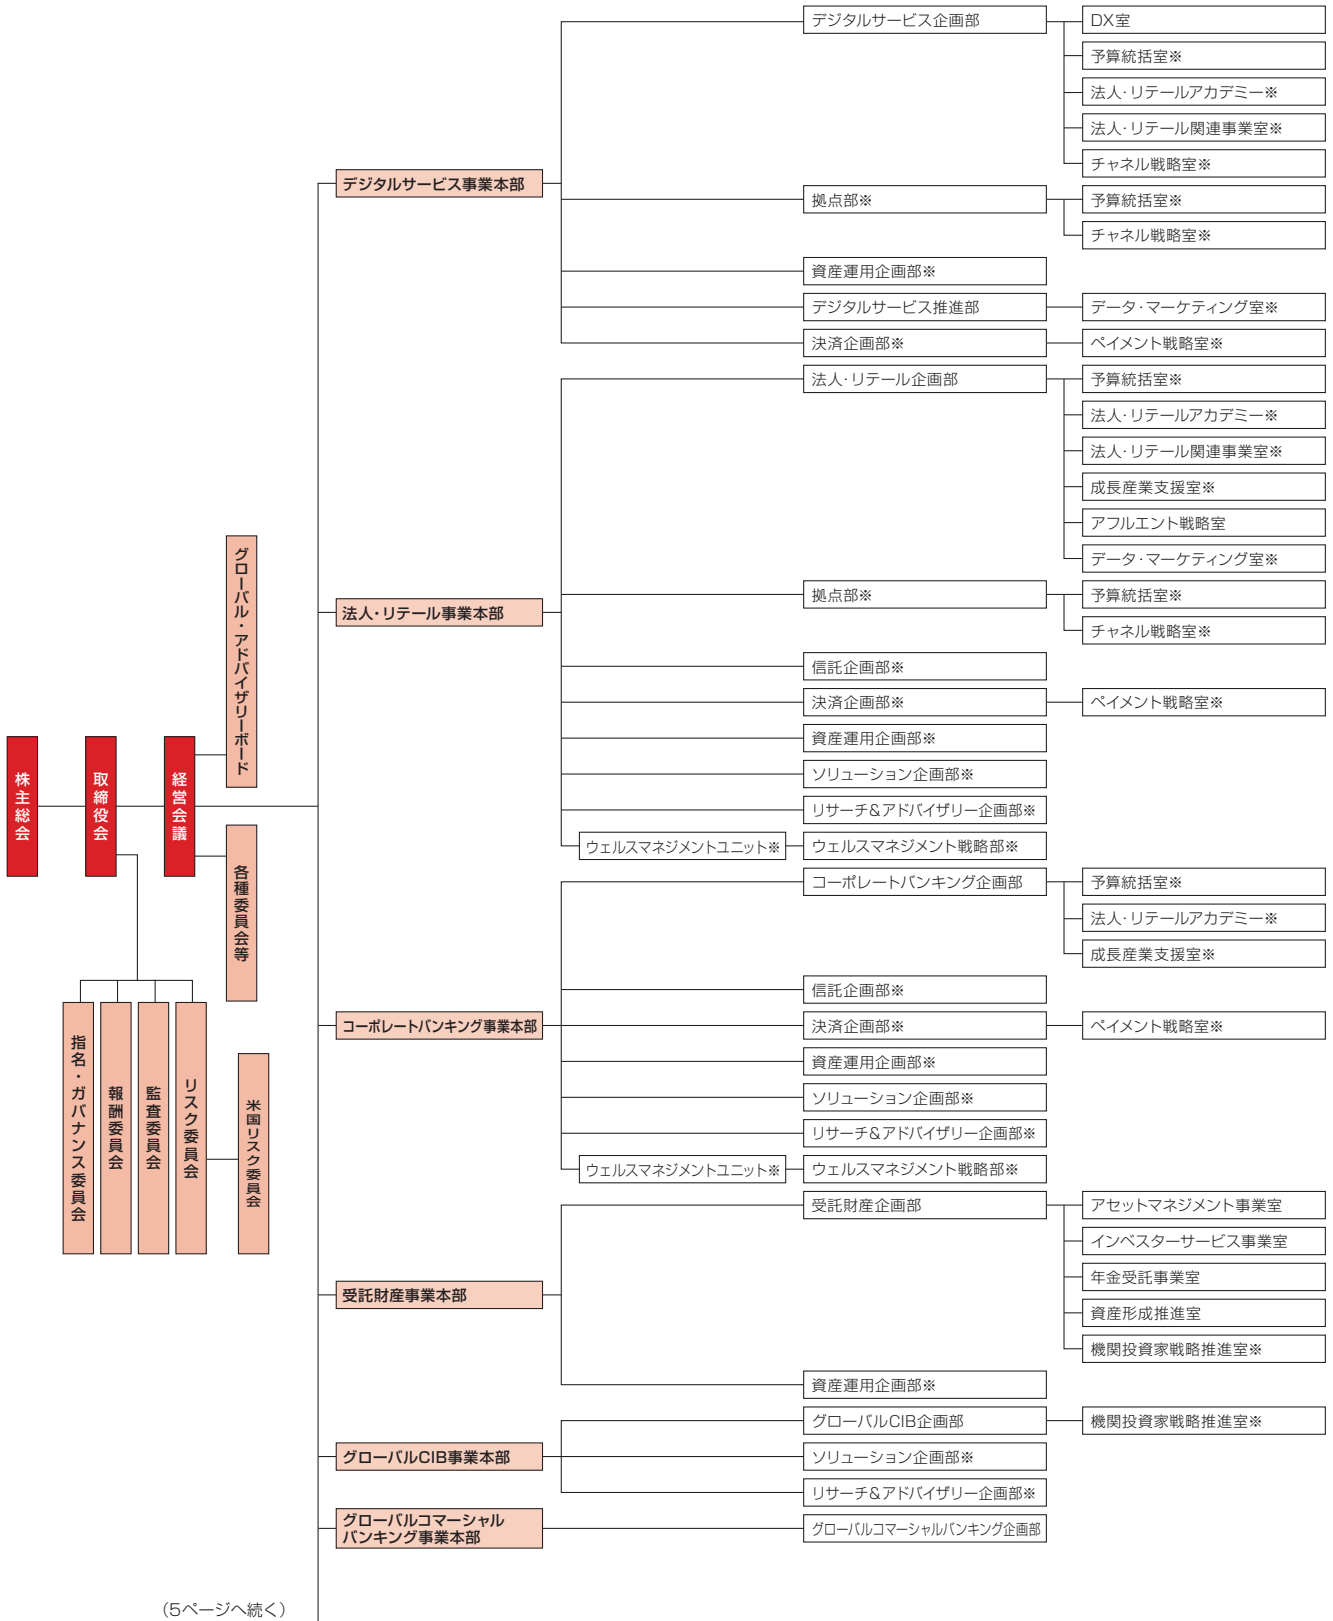 株主総会
取締役会
経営会議
グローバル・アドバイザリーボード
各種委員会等
指名・ガバナンス委員会
報酬委員会
監査委員会
リスク委員会
米国リスク委員会
デジタルサービス事業本部
デジタルサービス企画部
DX室
予算統括室※
法人・リテールアカデミー※
法人・リテール関連事業室※
チャネル戦略室※
拠点部※
予算統括室※
チャネル戦略室※
資産運用企画部※
デジタルサービス推進部
データ・マーケティング室※
決済企画部※
ペイメント戦略室※
法人・リテール事業本部
法人・リテール企画部
予算統括室※
法人・リテールアカデミー※
法人・リテール関連事業室※
成長産業支援室※
アフルエント戦略室
データ・マーケティング室※
拠点部※
予算統括室※
チャネル戦略室※
信託企画部※
決済企画部※
ペイメント戦略室※
資産運用企画部※
ソリューション企画部※
リサーチ&アドバイザリー企画部※
ウェルスマネジメントユニット※
ウェルスマネジメント戦略部※
コーポレートバンキング事業本部
コーポレートバンキング企画部
予算統括室※
法人・リテールアカデミー※
成長産業支援室※
信託企画部※
決済企画部※
ペイメント戦略室※
資産運用企画部※
ソリューション企画部※
リサーチ&アドバイザリー企画部※
ウェルスマネジメントユニット※
ウェルスマネジメント戦略部※
受託財産事業本部
受託財産企画部
アセットマネジメント事業室
インベスターサービス事業室
年金受託事業室
資産形成推進室
機関投資家戦略推進室※
資産運用企画部※
グローバルCIB事業本部
グローバルCIB企画部
機関投資家戦略推進室※
ソリューション企画部※
リサーチ&アドバイザリー企画部※
グローバルコマーシャル
バンキング事業本部
グローバルコマーシャルバンキング企画部
(5ページへ続く)